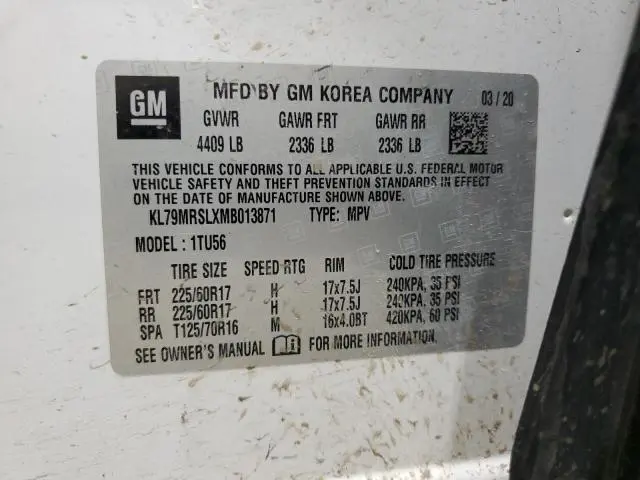 GM MFD BY GM KOREA COMPANY 03 / 20
GVWR GAWR FRT GAWR RR
4409 LB 2336 LB 2336 LB
THIS VEHICLE CONFORMS TO ALL APPLICABLE U.S. FEDERAL MOTOR
VEHICLE SAFETY AND THEFT PREVENTION STANDARDS IN EFFECT
ON THE DATE OF MANUFACTURE SHOWN ABOVE.
KL79MRSLXMB013871 TYPE: MPV
MODEL : 1TU56
TIRE SIZE SPEED RTG RIM COLD TIRE PRESSURE
FRT 225/60R17 H 17x7.5J 240KPA, 35 PSI
RR 225/60R17 H 17x7.5J 240KPA, 35 PSI
SPA T125/70R16 M 16x4.0BT 420KPA, 60 PSI
SEE OWNER'S MANUAL FOR MORE INFORMATION.